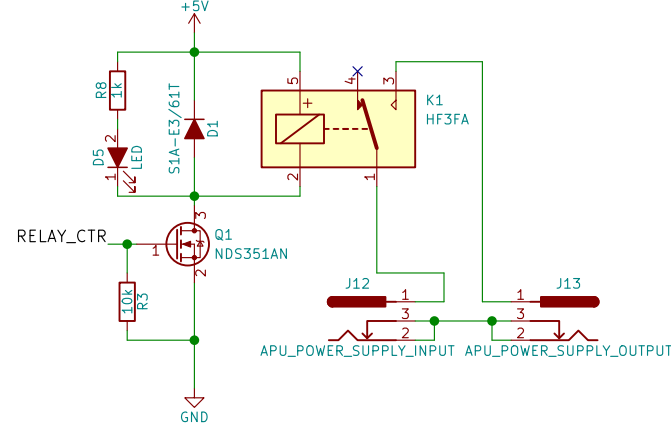 +5V
R8
1k
2
D5
1
LED
S1A-E3/61T
D1
5
4
3
+
K1
HF3FA
2
1
RELAY_CTR
1
3
Q1
NDS351AN
2
10k
R3
GND
J12
1
3
2
APU_POWER_SUPPLY_INPUT
J13
1
3
2
APU_POWER_SUPPLY_OUTPUT